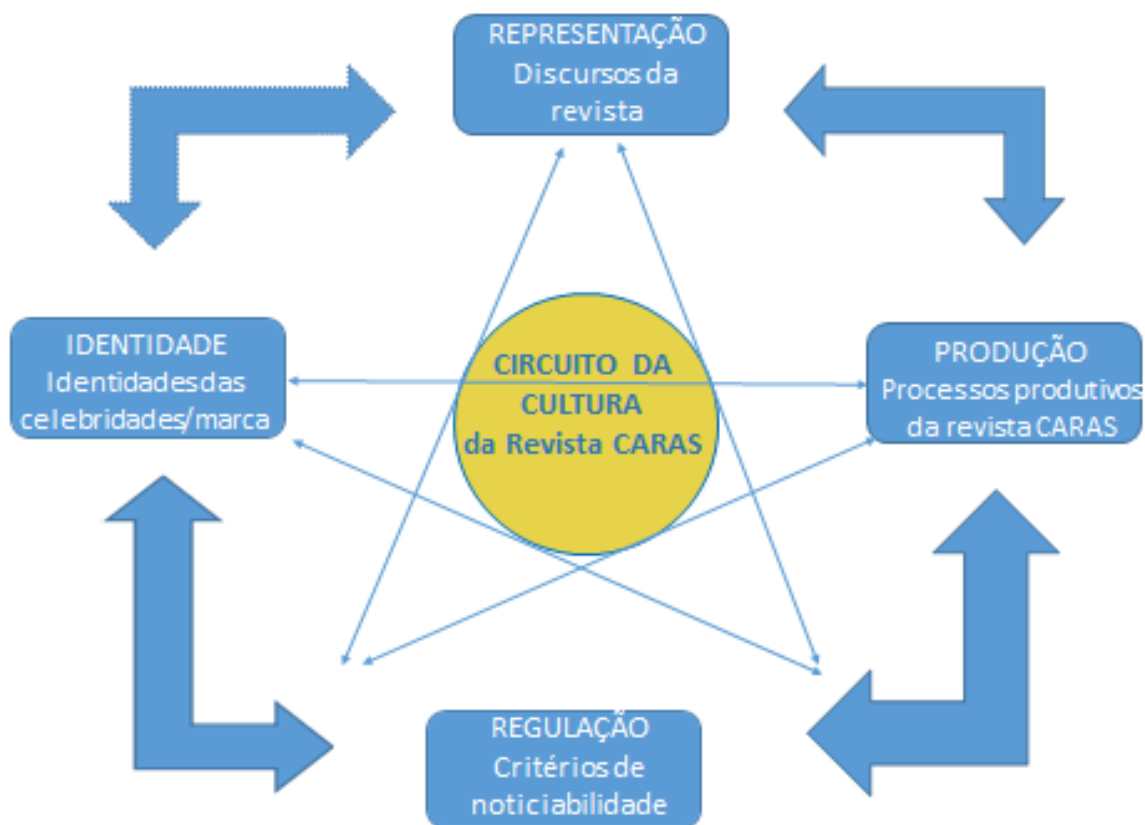 REPRESENTAÇÃO
Discursos da
revista
IDENTIDADE
Identidades das
celebridades/marca
CIRCUITO DA
CULTURA
da Revista CARAS
PRODUÇÃO
Processos produtivos
da revista CARAS
REGULAÇÃO
Critérios de
noticiabilidade